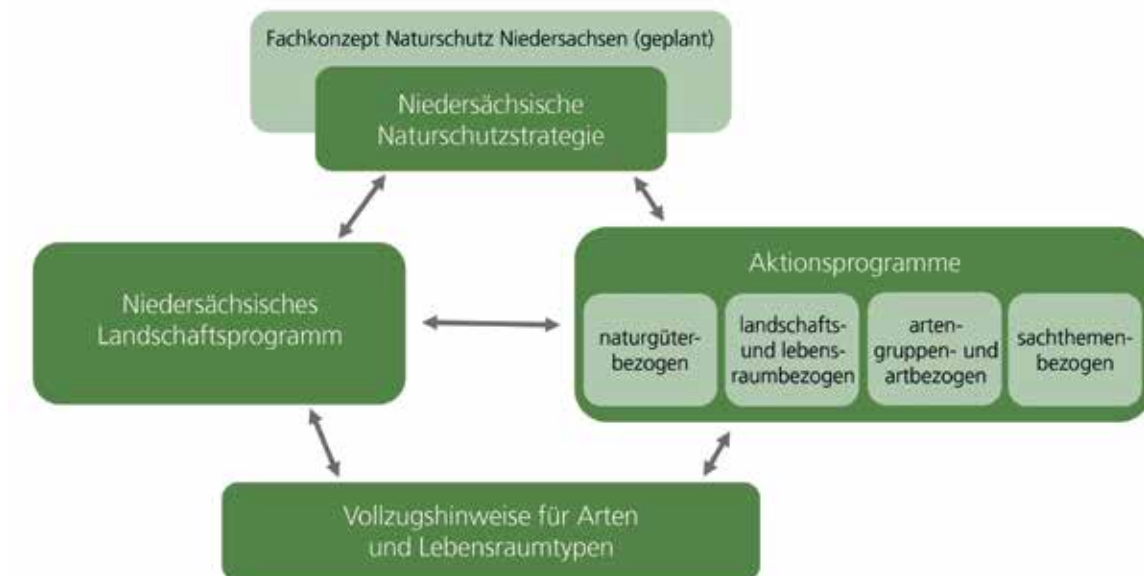 Fachkonzept Naturschutz Niedersachsen (geplant)
Niedersächsische
Naturschutzstrategie
Niedersächsisches
Landschaftsprogramm
Aktionsprogramme
naturgüter-
bezogen
landschafts-
und lebens-
raumbezogen
arten-
gruppen- und
artbezogen
sachthemen-
bezogen
Vollzugshinweise für Arten
und Lebensraumtypen